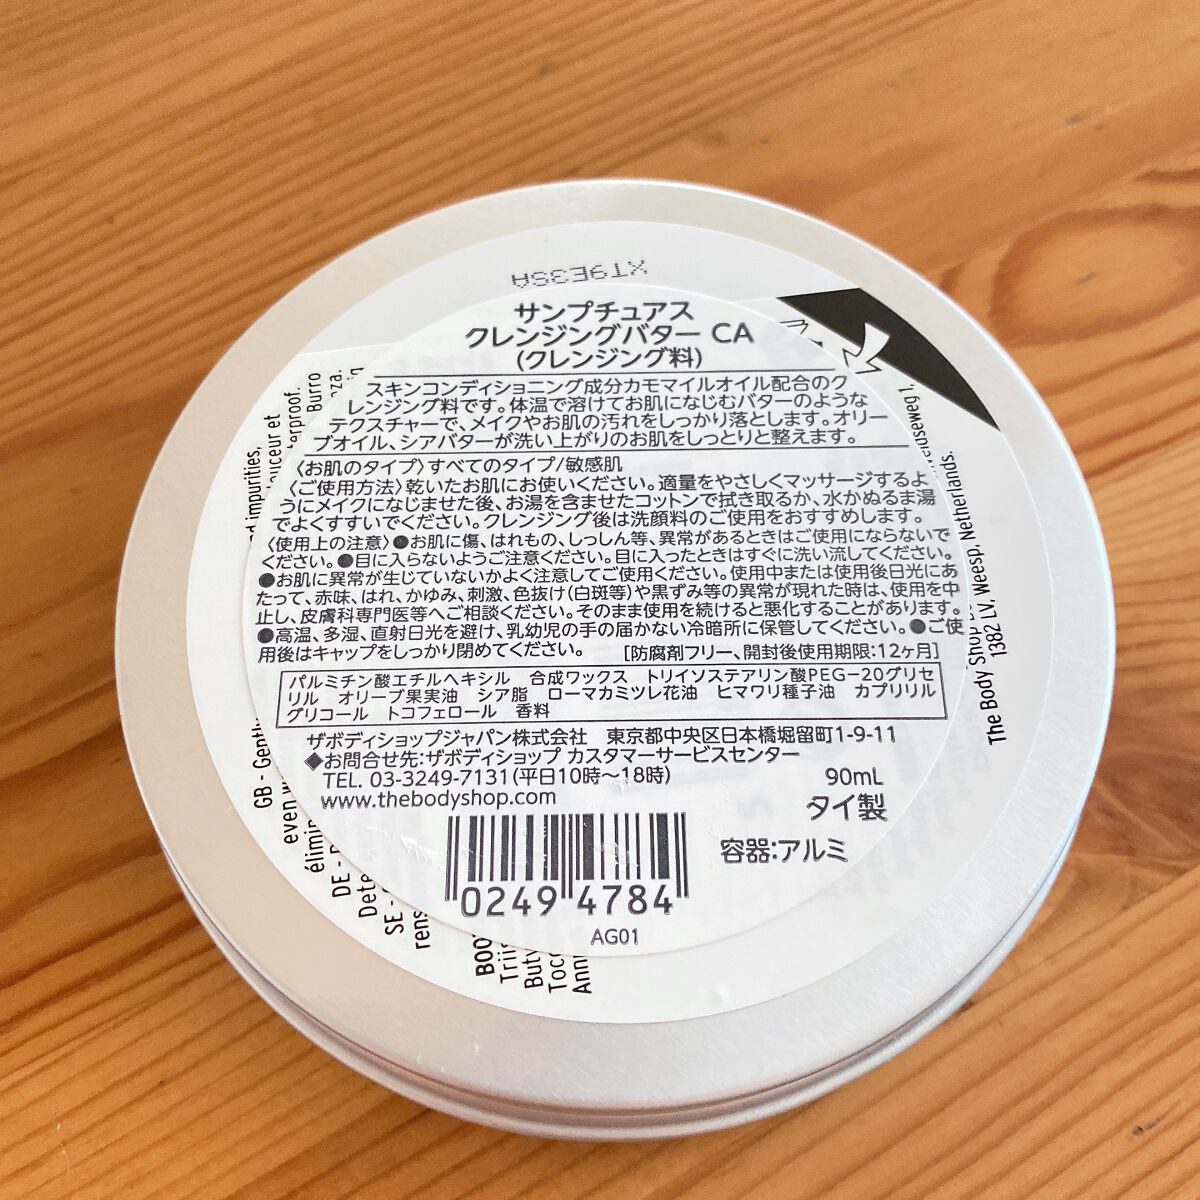 XT9E38A
サンプチュアス
クレンジングバター CA
(クレンジング料)
スキンコンディショニング成分カモマイルオイル配合のク
レンジング料です。体温で溶けてお肌になじむバターのような
テクスチャーで、メイクやお肌の汚れをしっかり落とします。オリー
ブオイル、シアバターが洗い上がりのお肌をしっとりと整えます。
〈お肌のタイプ〉すべてのタイプ/敏感肌
〈ご使用方法〉乾いたお肌にお使いください。適量をやさしくマッサージするよ
うにメイクになじませた後、お湯を含ませたコットンで拭き取るか、水かぬるま湯
でよくすすいでください。クレンジング後は洗顔料のご使用をおすすめします。
〈使用上の注意〉●お肌に傷、はれもの、しっしん等、異常があるときはご使用にならないで
ください。●目に入らないようご注意ください。目に入ったときはすぐに洗い流してください。
●お肌に異常が生じていないかよく注意してご使用ください。使用中または使用後日光にあ
たって、赤味、はれ、かゆみ、刺激、色抜け(白斑等)や黒ずみ等の異常が現れた時は、使用を中
止し、皮膚科専門医等へご相談ください。そのまま使用を続けると悪化することがあります。
●高温、多湿、直射日光を避け、乳幼児の手の届かない冷暗所に保管してください。●ご使
用後はキャップをしっかり閉めてください。 [防腐剤フリー、開封後使用期限:12ヶ月]
パルミチン酸エチルヘキシル 合成ワックス トリイソステアリン酸PEG-20グリセ
リル オリーブ果実油 シア脂 ローマカミツレ花油 ヒマワリ種子油 カプリリル
グリコール トコフェロール 香料
ザボディショップジャパン株式会社 東京都中央区日本橋堀留町1-9-11
◆お問合せ先:ザボディショップ カスタマーサービスセンター
TEL. 03-3249-7131(平日10時～18時)
www.thebodyshop.com
90mL
タイ製
容器:アルミ
0249 4784
AG01
impurities,
ouceur et
terproof.
Burro
GB - Gentl
even w
élimin
DE -
Dete
SE -
rens
Triis
Buty
Toco
Ann
The Body Shop
1382 LV, Weesp, Netherlands.